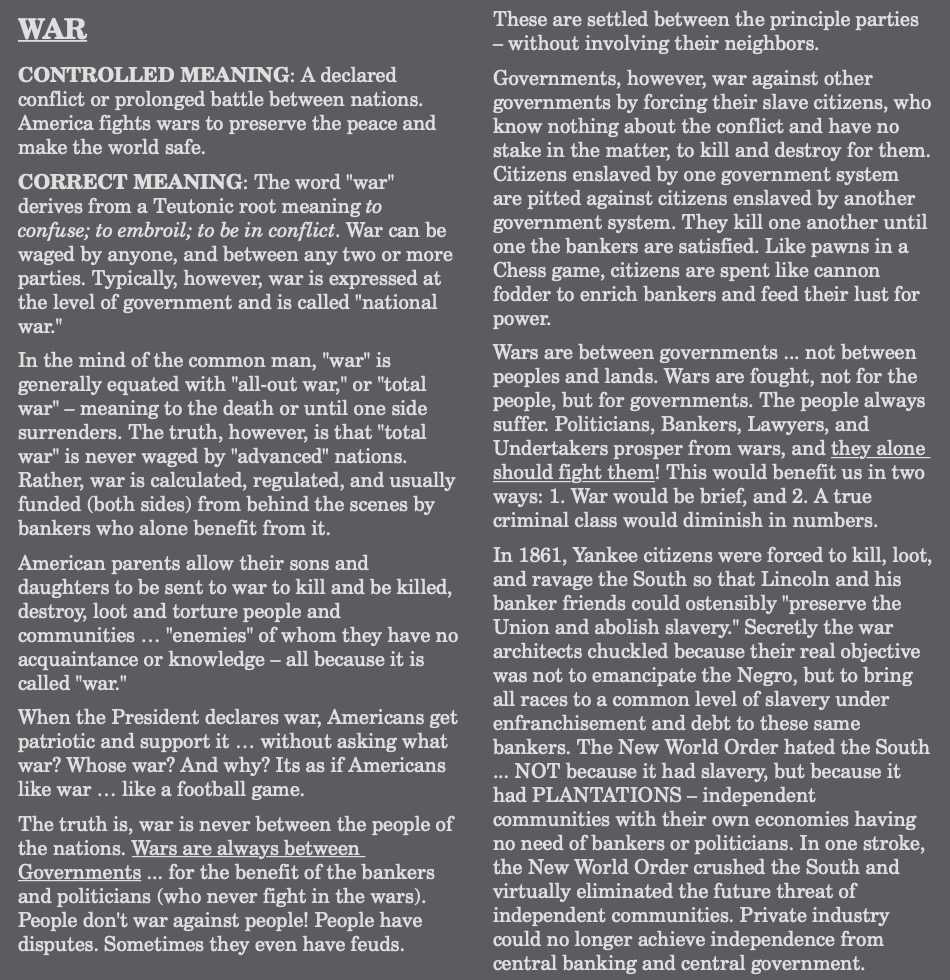 WAR
CONTROLLED MEANING: A declared
conflict or prolonged battle between nations.
America fights wars to preserve the peace and
make the world safe.
CORRECT MEANING: The word "war"
derives from a Teutonic root meaning to
confuse; to embroil; to be in conflict. War can be
waged by anyone, and between any two or more
parties. Typically, however, war is expressed at
the level of government and is called "national
war."
In the mind of the common man, "war" is
generally equated with "all-out war," or "total
war" – meaning to the death or until one side
surrenders. The truth, however, is that "total
war" is never waged by "advanced" nations.
Rather, war is calculated, regulated, and usually
funded (both sides) from behind the scenes by
bankers who alone benefit from it.
American parents allow their sons and
daughters to be sent to war to kill and be killed,
destroy, loot and torture people and
communities … "enemies" of whom they have no
acquaintance or knowledge – all because it is
called "war."
When the President declares war, Americans get
patriotic and support it … without asking what
war? Whose war? And why? Its as if Americans
like war … like a football game.
The truth is, war is never between the people of
the nations. Wars are always between
Governments ... for the benefit of the bankers
and politicians (who never fight in the wars).
People don't war against people! People have
disputes. Sometimes they even have feuds.
These are settled between the principle parties
– without involving their neighbors.
Governments, however, war against other
governments by forcing their slave citizens, who
know nothing about the conflict and have no
stake in the matter, to kill and destroy for them.
Citizens enslaved by one government system
are pitted against citizens enslaved by another
government system. They kill one another until
one the bankers are satisfied. Like pawns in a
Chess game, citizens are spent like cannon
fodder to enrich bankers and feed their lust for
power.
Wars are between governments ... not between
peoples and lands. Wars are fought, not for the
people, but for governments. The people always
suffer. Politicians, Bankers, Lawyers, and
Undertakers prosper from wars, and they alone
should fight them! This would benefit us in two
ways: 1. War would be brief, and 2. A true
criminal class would diminish in numbers.
In 1861, Yankee citizens were forced to kill, loot,
and ravage the South so that Lincoln and his
banker friends could ostensibly "preserve the
Union and abolish slavery." Secretly the war
architects chuckled because their real objective
was not to emancipate the Negro, but to bring
all races to a common level of slavery under
enfranchisement and debt to these same
bankers. The New World Order hated the South
... NOT because it had slavery, but because it
had PLANTATIONS – independent
communities with their own economies having
no need of bankers or politicians. In one stroke,
the New World Order crushed the South and
virtually eliminated the future threat of
independent communities. Private industry
could no longer achieve independence from
central banking and central government.